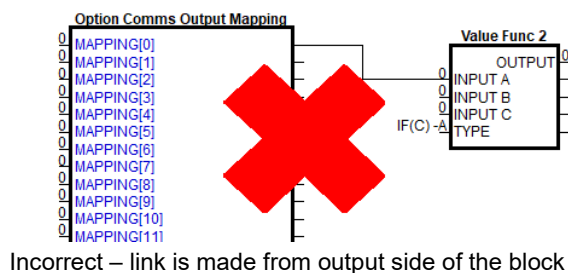 Option Comms Output Mapping
0 MAPPING[0]
0 MAPPING[1]
0 MAPPING[2]
0 MAPPING[3]
0 MAPPING[4]
0 MAPPING[5]
0 MAPPING[6]
0 MAPPING[7]
0 MAPPING[8]
0 MAPPING[9]
0 MAPPING[10]
0 MAPPING[11]
Value Func 2
OUTPUT 0
0 INPUT A
0 INPUT B
0 INPUT C
IF(C) -A TYPE
Incorrect – link is made from output side of the block